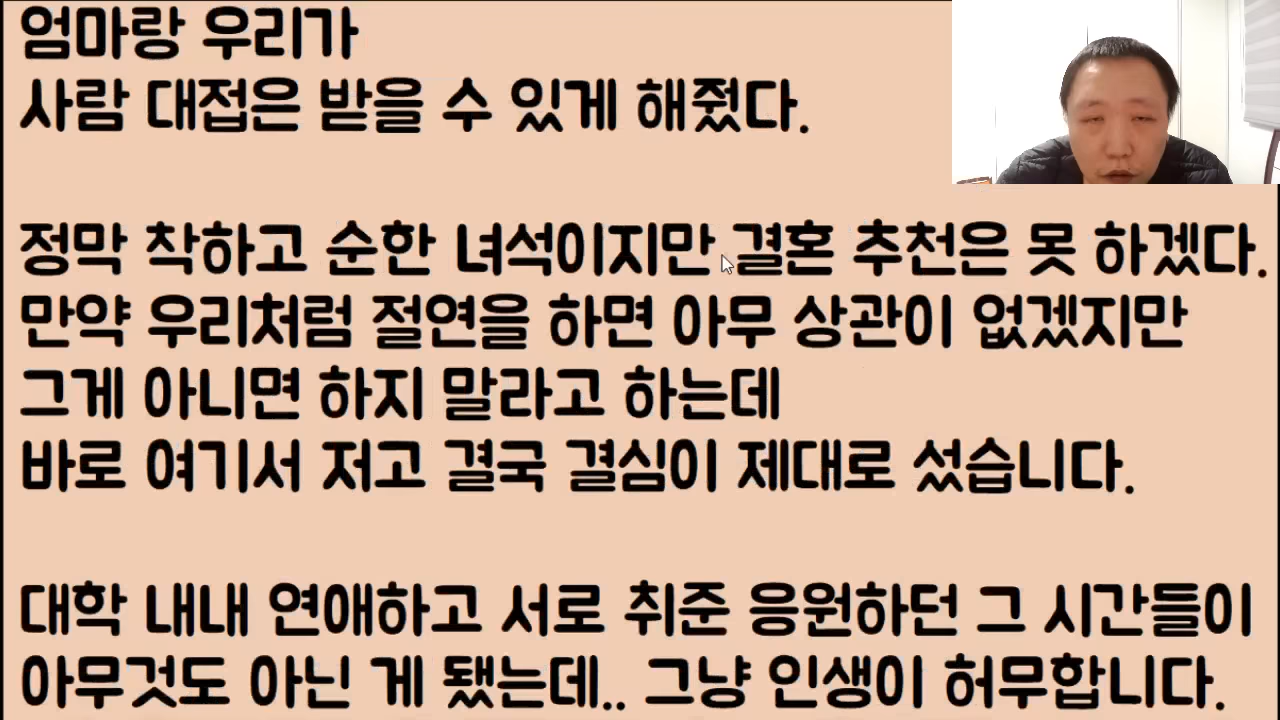 엄마랑 우리가
사람 대접은 받을 수 있게 해줬다.
정막 착하고 순한 녀석이지만 결혼 추천은 못 하겠다.
만약 우리처럼 절연을 하면 아무 상관이 없겠지만
그게 아니면 하지 말라고 하는데
바로 여기서 저고 결국 결심이 제대로 섰습니다.
대학 내내 연애하고 서로 취준 응원하던 그 시간들이
아무것도 아닌 게 됐는데.. 그냥 인생이 허무합니다.